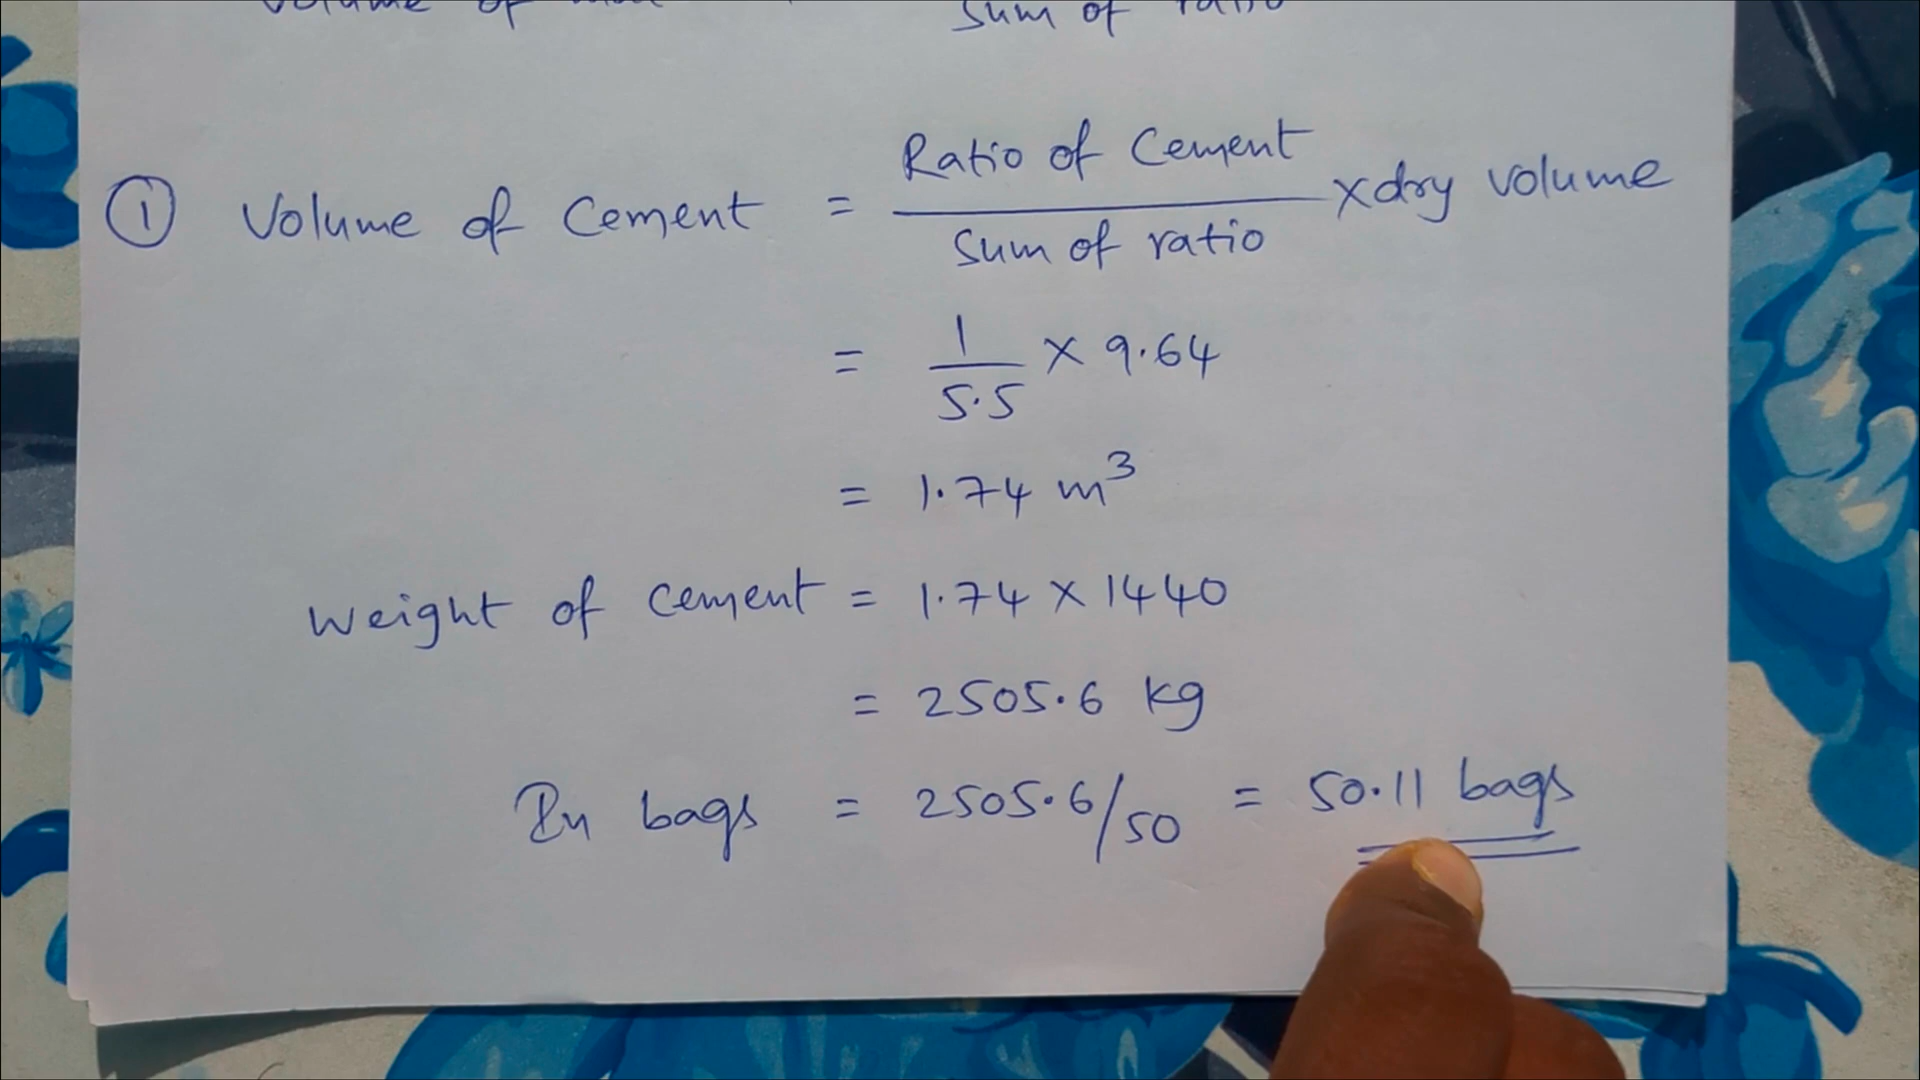 Volume of
Sum of ratio
① Volume of Cement = Ratio of Cement / Sum of ratio × dry volume
= 1/5.5 × 9.64
= 1.74 m³
Weight of cement = 1.74 × 1440
= 2505.6 kg
In bags = 2505.6/50 = 50.11 bags